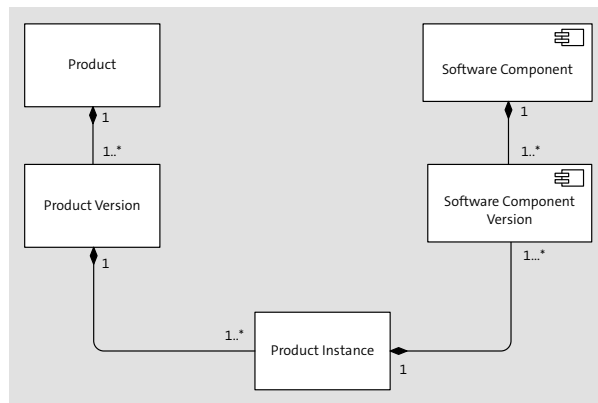 Product
Software Component
1
1
1..*
1..*
Product Version
Software Component
Version
1
1...*
1..*
Product Instance
1